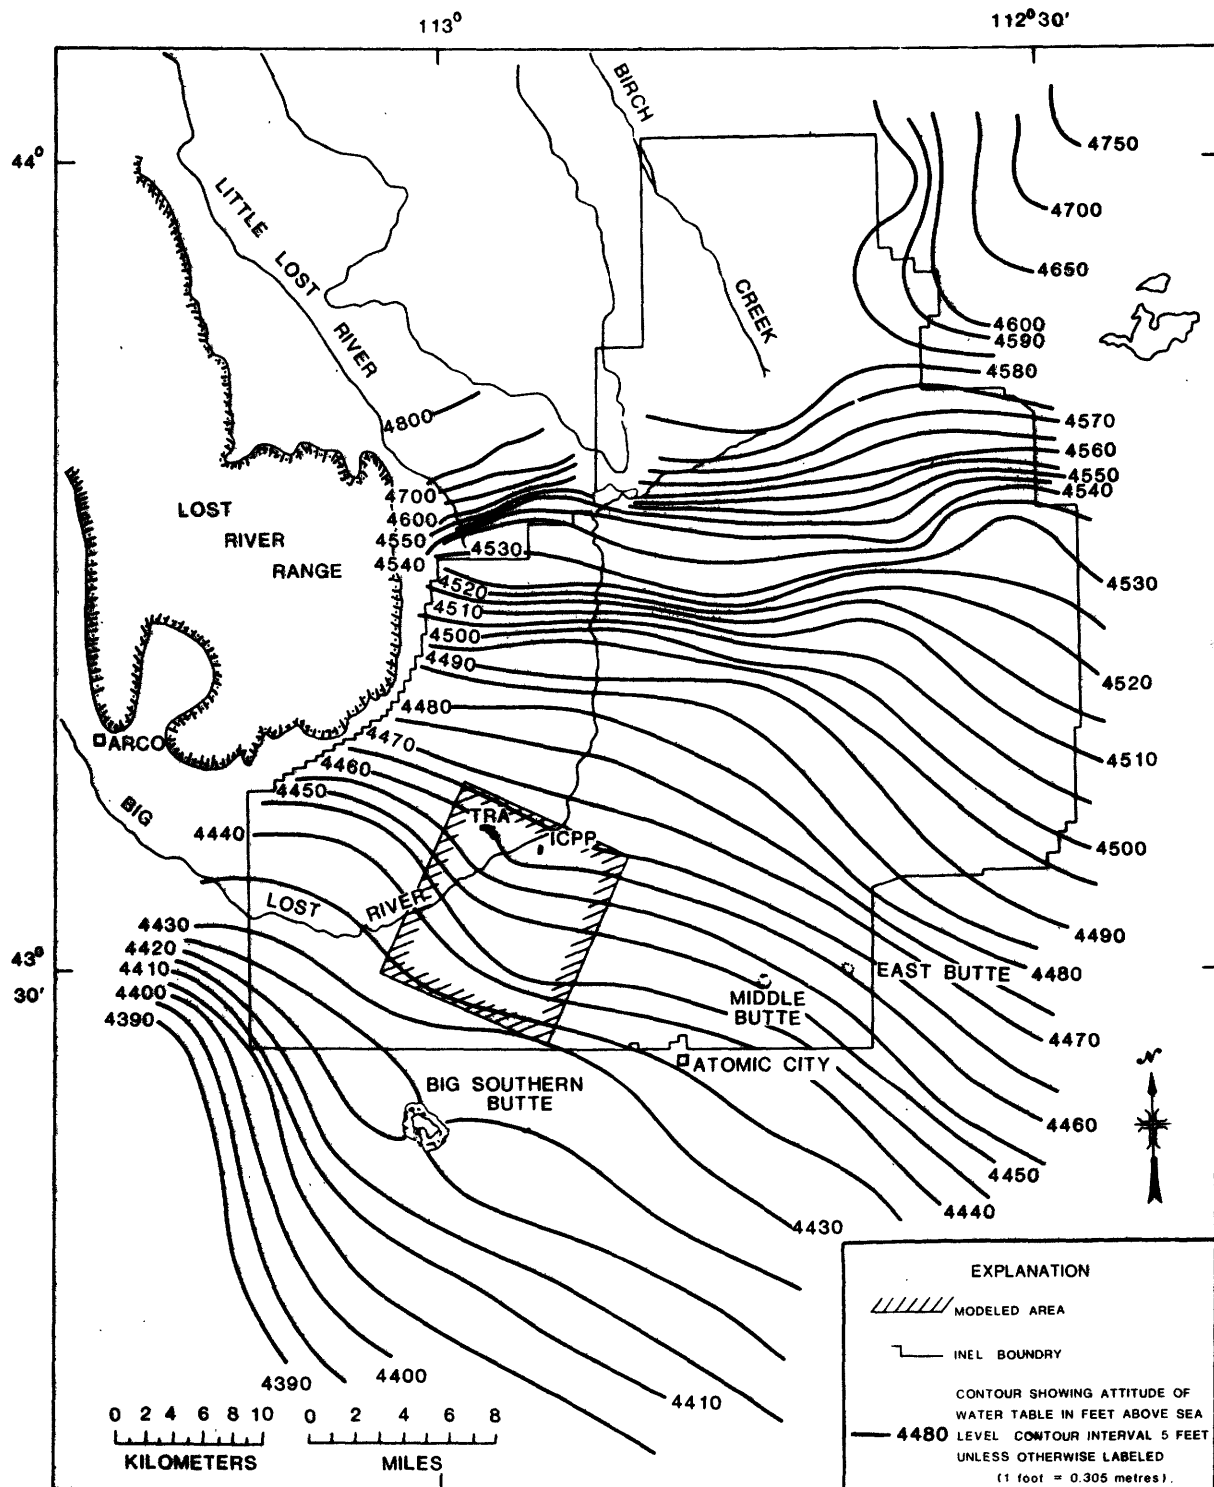 113⁰
112⁰ 30'
44⁰
43⁰
30'
BIRCH
CREEK
LITTLE LOST
RIVER
4750
4700
4650
4600
4590
4580
4570
4560
4550
4540
4530
4520
4510
4500
4490
4480
4470
4460
4450
4440
4430
4800
4700
4600
4550
4540
4530
4520
4510
4500
4490
4480
4470
4460
4450
4440
4430
4420
4410
4400
4390
LOST
RIVER
RANGE
ARCO
BIG
LOST
RIVER
TRA
ICPP
EAST BUTTE
MIDDLE
BUTTE
ATOMIC CITY
BIG SOUTHERN
BUTTE
N
4390
4400
4410
0 2 4 6 8 10
KILOMETERS
0 2 4 6 8
MILES
EXPLANATION
MODELED AREA
INEL BOUNDRY
CONTOUR SHOWING ATTITUDE OF
WATER TABLE IN FEET ABOVE SEA
4480 LEVEL CONTOUR INTERVAL 5 FEET
UNLESS OTHERWISE LABELED
(1 foot = 0.305 metres).